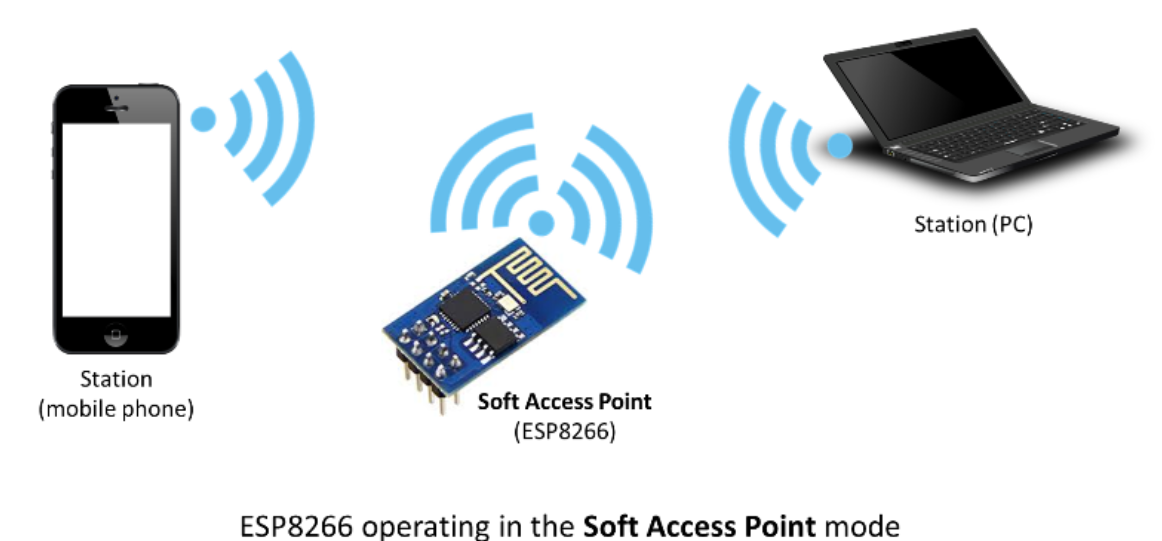 Station (PC)
Station
(mobile phone)
Soft Access Point
(ESP8266)
ESP8266 operating in the Soft Access Point mode